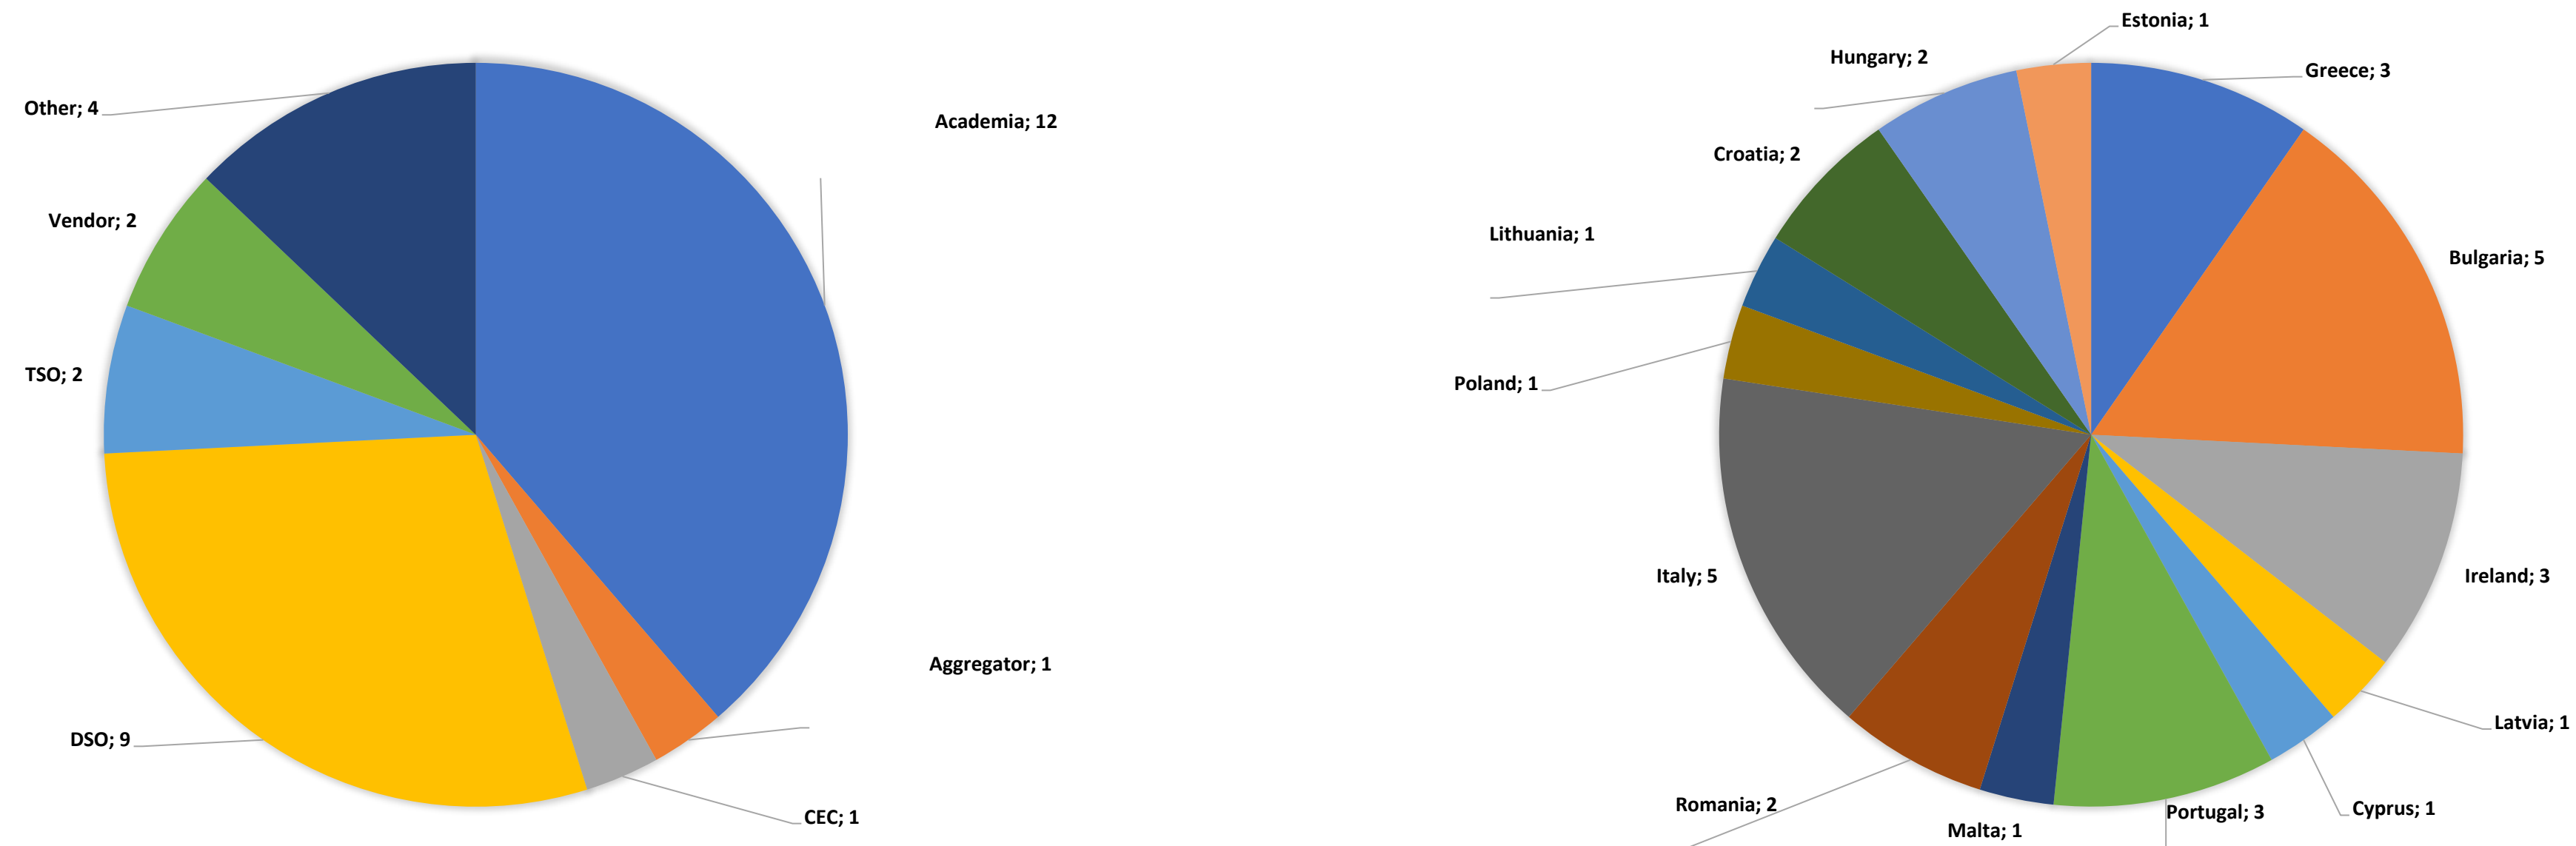 Other; 4
Academia; 12
Vendor; 2
TSO; 2
Aggregator; 1
DSO; 9
CEC; 1
Estonia; 1
Hungary; 2
Greece; 3
Croatia; 2
Lithuania; 1
Bulgaria; 5
Poland; 1
Italy; 5
Ireland; 3
Latvia; 1
Romania; 2
Malta; 1
Portugal; 3
Cyprus; 1